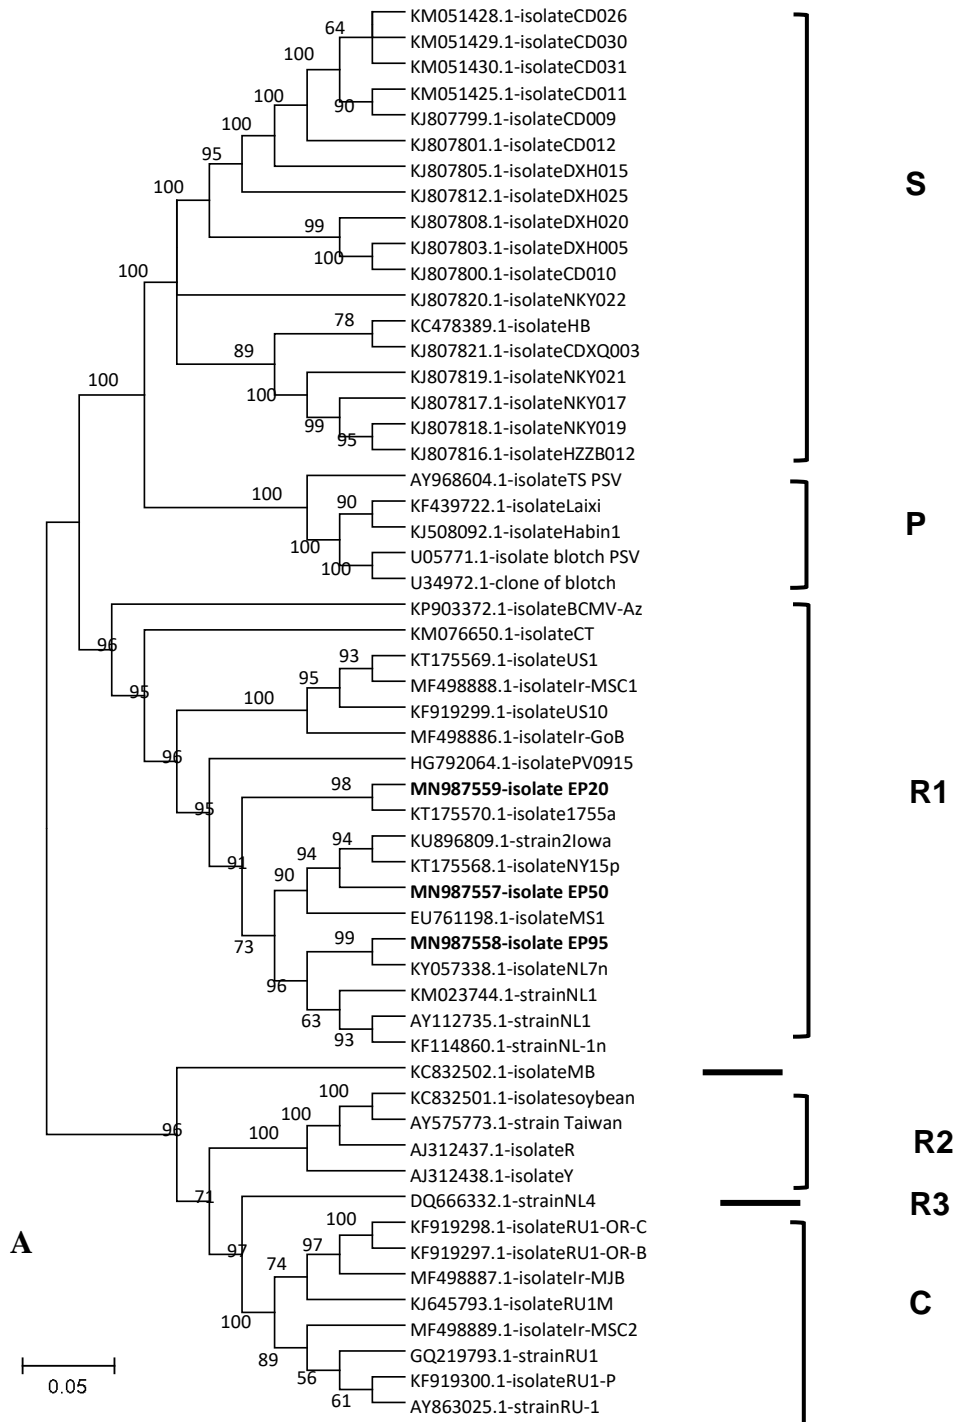 KM051428.1-isolateCD026
64
KM051429.1-isolateCD030
100
KM051430.1-isolateCD031
100
KM051425.1-isolateCD011
90
KJ807799.1-isolateCD009
100
KJ807801.1-isolateCD012
95
KJ807805.1-isolateDXH015
100
S
KJ807812.1-isolateDXH025
99
KJ807808.1-isolateDXH020
KJ807803.1-isolateDXH005
100
100
KJ807800.1-isolateCD010
KJ807820.1-isolateNKY022
78
KC478389.1-isolateHB
89
KJ807821.1-isolateCDXQ003
100
KJ807819.1-isolateNKY021
100
KJ807817.1-isolateNKY017
99
KJ807818.1-isolateNKY019
95
KJ807816.1-isolateHZZB012
AY968604.1-isolateTS PSV
100
90
KF439722.1-isolateLaixi
P
KJ508092.1-isolateHabin1
100
U05771.1-isolate blotch PSV
100
U34972.1-clone of blotch
KP903372.1-isolateBCMV-Az
96
KM076650.1-isolateCT
93
KT175569.1-isolateUS1
95
95
MF498888.1-isolateIr-MSC1
100
KF919299.1-isolateUS10
MF498886.1-isolateIr-GoB
96
HG792064.1-isolatePV0915
98
MN987559-isolate EP20
R1
95
KT175570.1-isolate1755a
94
KU896809.1-strain2Iowa
94
91
KT175568.1-isolateNY15p
90
MN987557-isolate EP50
EU761198.1-isolateMS1
73
99
MN987558-isolate EP95
KY057338.1-isolateNL7n
96
KM023744.1-strainNL1
63
AY112735.1-strainNL1
93
KF114860.1-strainNL-1n
KC832502.1-isolateMB
100
KC832501.1-isolatesoybean
100
AY575773.1-strain Taiwan
96
100
R2
AJ312437.1-isolateR
AJ312438.1-isolateY
71
DQ666332.1-strainNL4
R3
100
KF919298.1-isolateRU1-OR-C
A
97
97
KF919297.1-isolateRU1-OR-B
74
MF498887.1-isolateIr-MJB
C
KJ645793.1-isolateRU1M
100
MF498889.1-isolateIr-MSC2
89
GQ219793.1-strainRU1
56
KF919300.1-isolateRU1-P
0.05
61
AY863025.1-strainRU-1